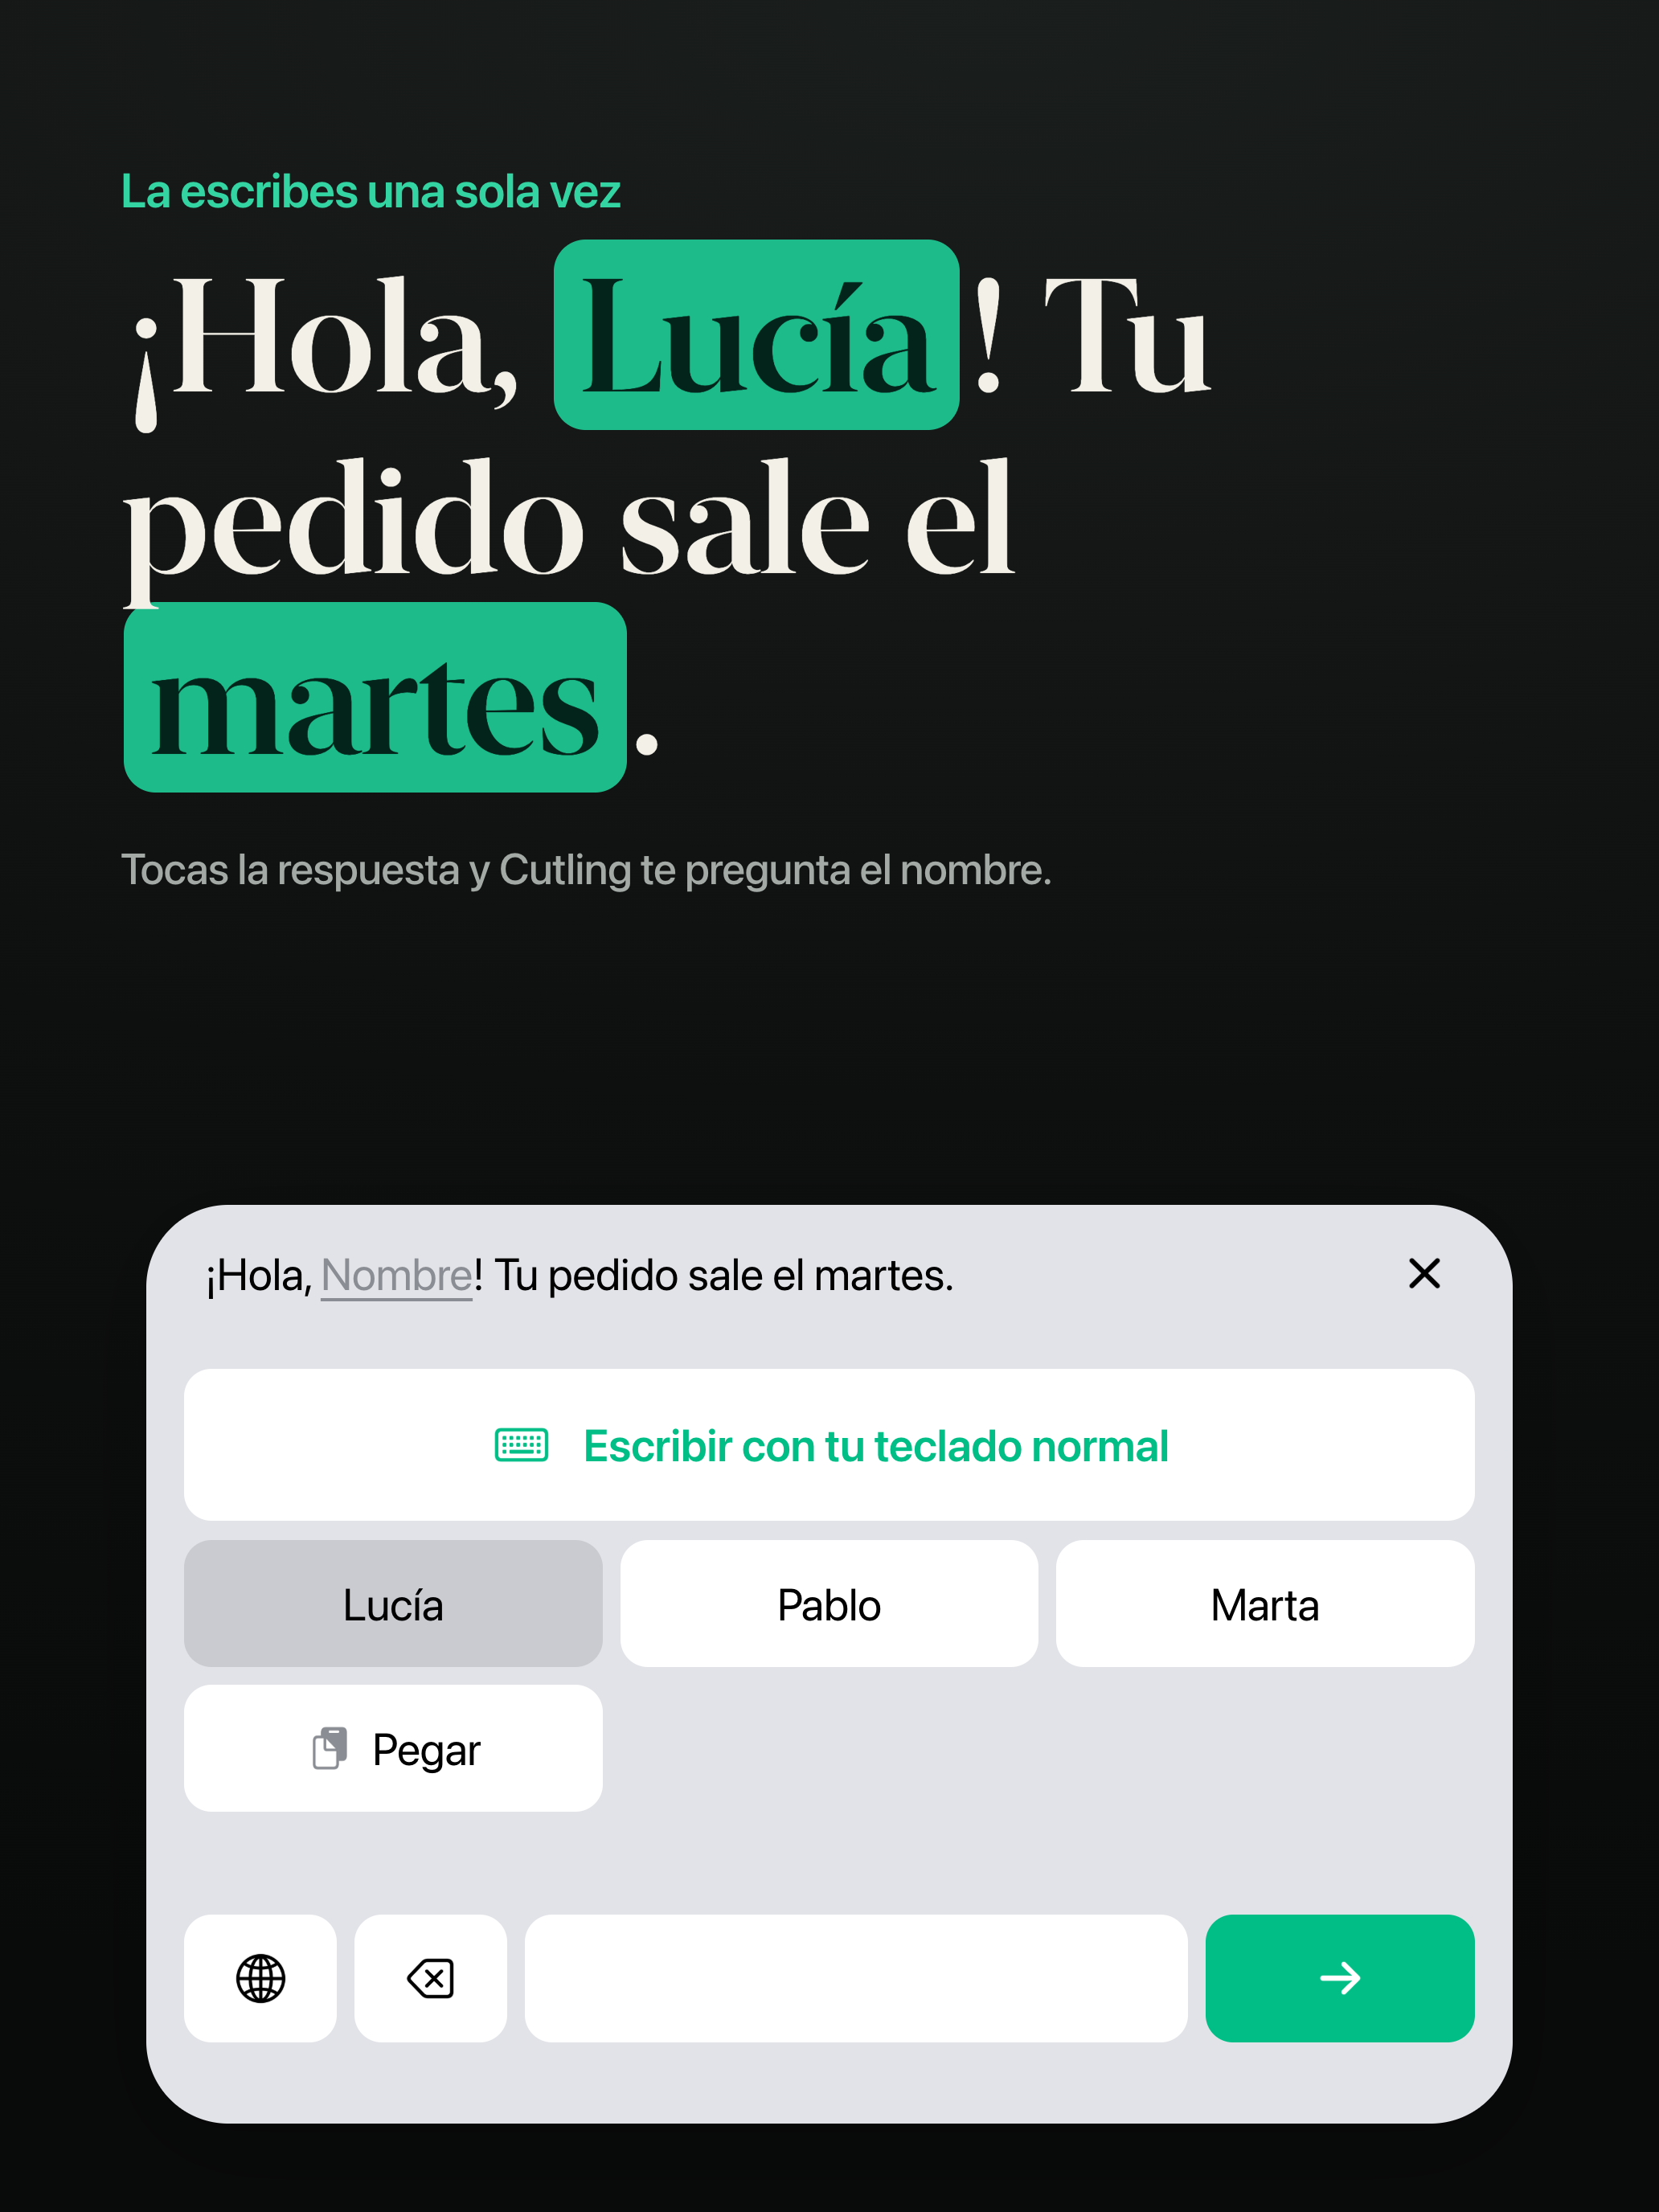 La escribes una sola vez
¡Hola, Lucía! Tu
pedido sale el
martes.
Tocas la respuesta y Cutling te pregunta el nombre.
¡Hola, Nombre! Tu pedido sale el martes.
Escribir con tu teclado normal
Lucía
Pablo
Marta
Pegar